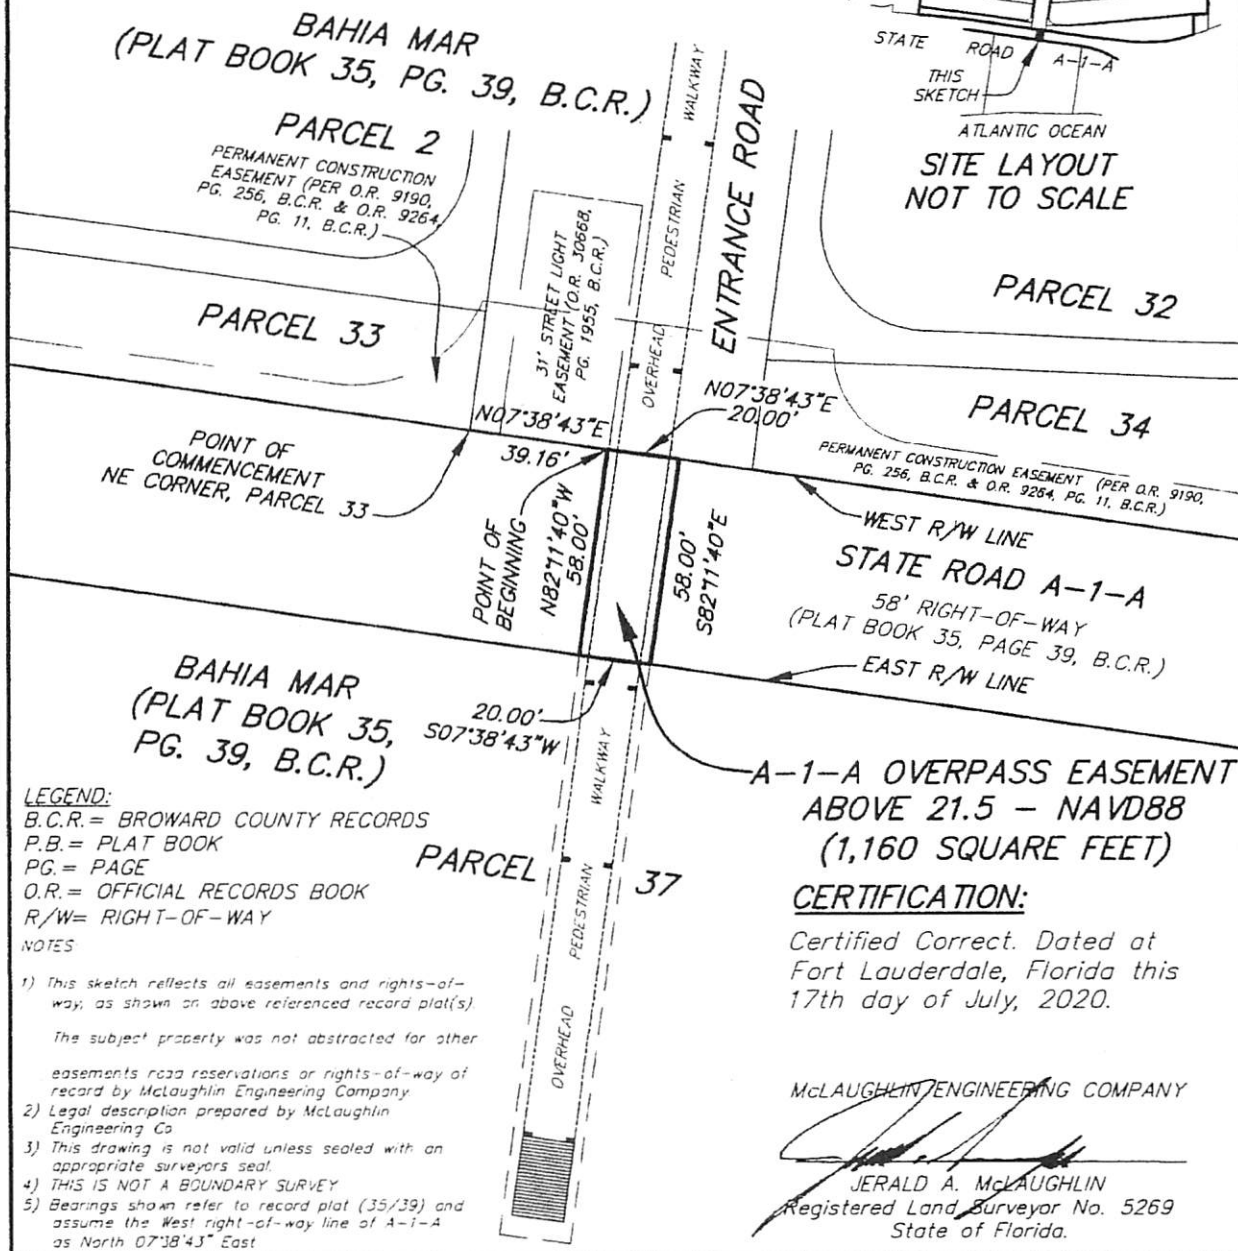 BAHIA MAR
(PLAT BOOK 35, PG. 39, B.C.R.)
PARCEL 2
PERMANENT CONSTRUCTION
EASEMENT (PER O.R. 9190,
PG. 256, B.C.R. & O.R. 9264,
PG. 11, B.C.R.)
PARCEL 33
31' STREET LIGHT
EASEMENT (O.R. 30668,
PG. 1955, B.C.R.)
OVERHEAD PEDESTRIAN WALKWAY
ENTRANCE ROAD
STATE ROAD A-1-A
THIS
SKETCH
ATLANTIC OCEAN
SITE LAYOUT
NOT TO SCALE
PARCEL 32
PARCEL 34
PERMANENT CONSTRUCTION EASEMENT (PER O.R. 9190,
PG. 256, B.C.R. & O.R. 9264, PG. 11, B.C.R.)
N07°38'43"E
20.00'
N07°38'43"E
39.16'
POINT OF
COMMENCEMENT
NE CORNER, PARCEL 33
POINT OF
BEGINNING
N82°11'40"W
58.00'
58.00'
S82°11'40"E
WEST R/W LINE
STATE ROAD A-1-A
58' RIGHT-OF-WAY
(PLAT BOOK 35, PAGE 39, B.C.R.)
EAST R/W LINE
BAHIA MAR
(PLAT BOOK 35,
PG. 39, B.C.R.)
20.00'
S07°38'43"W
A-1-A OVERPASS EASEMENT
ABOVE 21.5 - NAVD88
(1,160 SQUARE FEET)
PARCEL 37
OVERHEAD PEDESTRIAN WALKWAY
LEGEND:
B.C.R.= BROWARD COUNTY RECORDS
P.B.= PLAT BOOK
PG.= PAGE
O.R.= OFFICIAL RECORDS BOOK
R/W= RIGHT-OF-WAY
NOTES
1) This sketch reflects all easements and rights-of-
way, as shown on above referenced record plat(s).
The subject property was not abstracted for other
easements road reservations or rights-of-way of
record by McLaughlin Engineering Company.
2) Legal description prepared by McLaughlin
Engineering Co
3) This drawing is not valid unless sealed with an
appropriate surveyors seal.
4) THIS IS NOT A BOUNDARY SURVEY
5) Bearings shown refer to record plat (35/39) and
assume the West right-of-way line of A-1-A
as North 07°38'43" East
CERTIFICATION:
Certified Correct. Dated at
Fort Lauderdale, Florida this
17th day of July, 2020.
McLAUGHLIN ENGINEERING COMPANY
JERALD A. McLAUGHLIN
Registered Land Surveyor No. 5269
State of Florida.